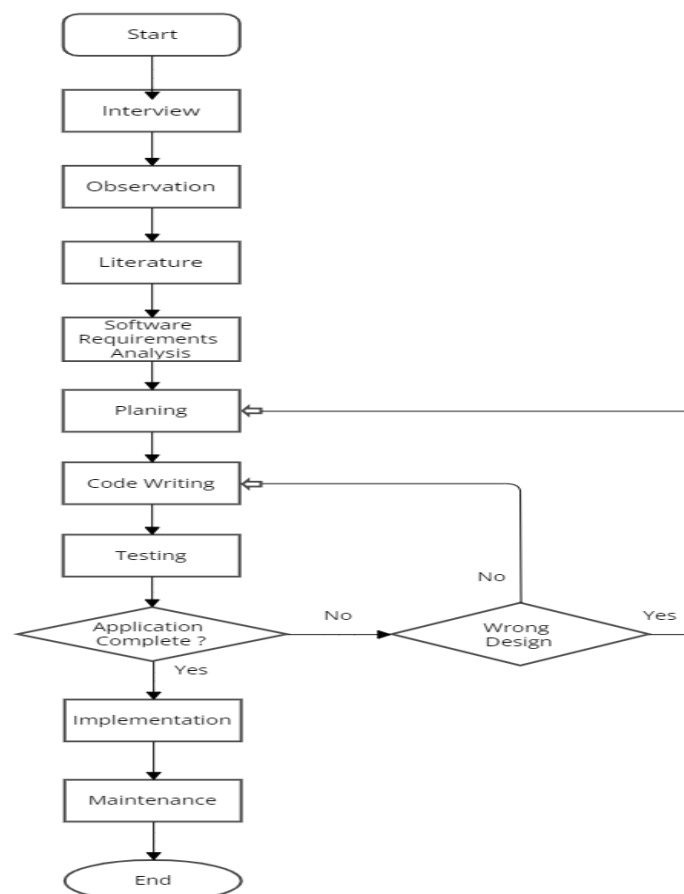 Start
Interview
Observation
Literature
Software
Requirements
Analysis
Planing
Code Writing
Testing
Application
Complete ?
No
Wrong
Design
No
Yes
Yes
Implementation
Maintenance
End